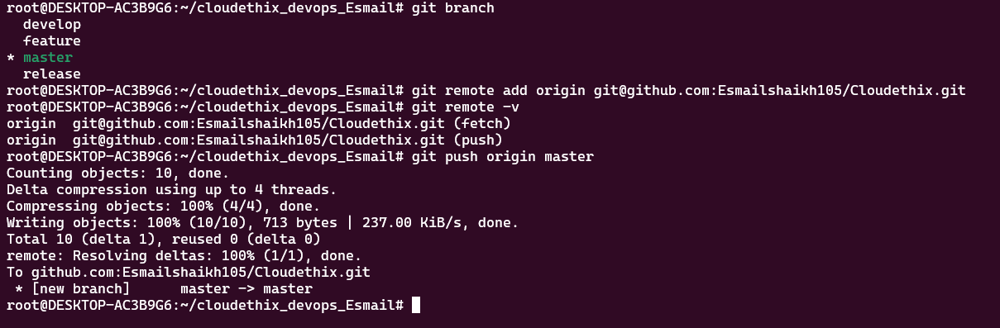 root@DESKTOP-AC3B9G6:~/cloudethix_devops_Esmail# git branch
  develop
  feature
* master
  release
root@DESKTOP-AC3B9G6:~/cloudethix_devops_Esmail# git remote add origin git@github.com:Esmailshaikh105/Cloudethix.git
root@DESKTOP-AC3B9G6:~/cloudethix_devops_Esmail# git remote -v
origin  git@github.com:Esmailshaikh105/Cloudethix.git (fetch)
origin  git@github.com:Esmailshaikh105/Cloudethix.git (push)
root@DESKTOP-AC3B9G6:~/cloudethix_devops_Esmail# git push origin master
Counting objects: 10, done.
Delta compression using up to 4 threads.
Compressing objects: 100% (4/4), done.
Writing objects: 100% (10/10), 713 bytes | 237.00 KiB/s, done.
Total 10 (delta 1), reused 0 (delta 0)
remote: Resolving deltas: 100% (1/1), done.
To github.com:Esmailshaikh105/Cloudethix.git
 * [new branch]      master -> master
root@DESKTOP-AC3B9G6:~/cloudethix_devops_Esmail#